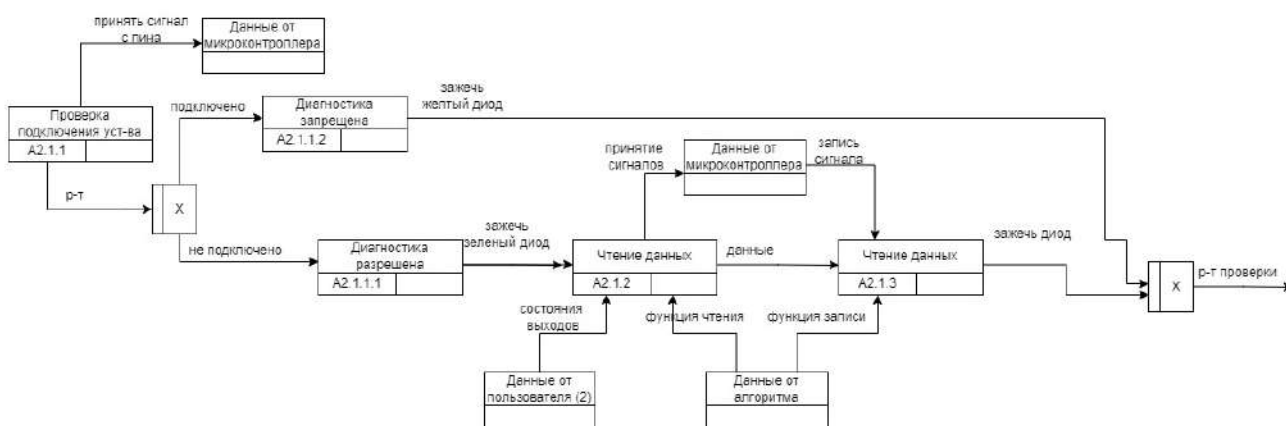 принять сигнал
с пина
Данные от
микроконтроллера
Проверка
подключения уст-ва
A2.1.1
р-т
X
подключено
Диагностика
запрещена
A2.1.1.2
зажечь
желтый диод
не подключено
Диагностика
разрешена
A2.1.1.1
зажечь
зеленый диод
принятие
сигналов
Данные от
микроконтроллера
запись
сигнала
Чтение данных
A2.1.2
данные
Чтение данных
A2.1.3
зажечь диод
X
р-т проверки
состояния
выходов
функция чтения
функция записи
Данные от
пользователя (2)
Данные от
алгоритма